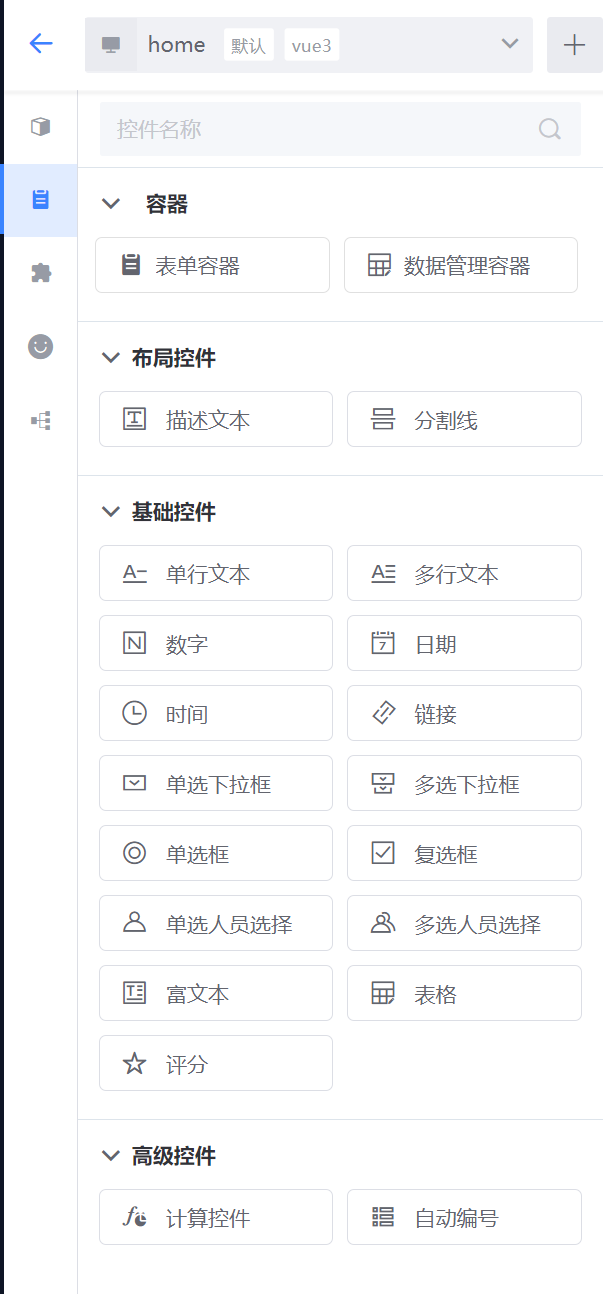 home 默认 vue3
控件名称
容器
表单容器 数据管理容器
布局控件
描述文本 分割线
基础控件
单行文本 多行文本
数字 日期
时间 链接
单选下拉框 多选下拉框
单选框 复选框
单选人员选择 多选人员选择
富文本 表格
评分
高级控件
计算控件 自动编号